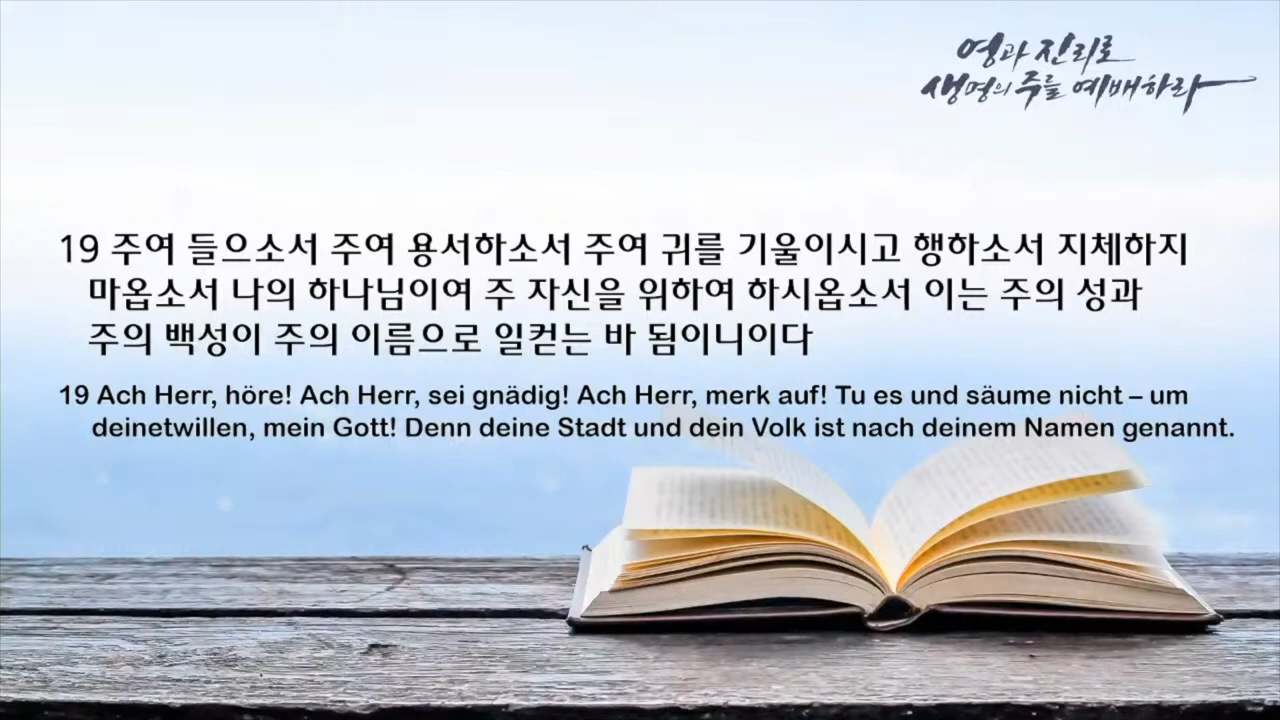 영과 진리로
생명의 주를 예배하라
19 주여 들으소서 주여 용서하소서 주여 귀를 기울이시고 행하소서 지체하지
마옵소서 나의 하나님이여 주 자신을 위하여 하시옵소서 이는 주의 성과
주의 백성이 주의 이름으로 일컫는 바 됨이니이다
19 Ach Herr, höre! Ach Herr, sei gnädig! Ach Herr, merk auf! Tu es und säume nicht – um
deinetwillen, mein Gott! Denn deine Stadt und dein Volk ist nach deinem Namen genannt.